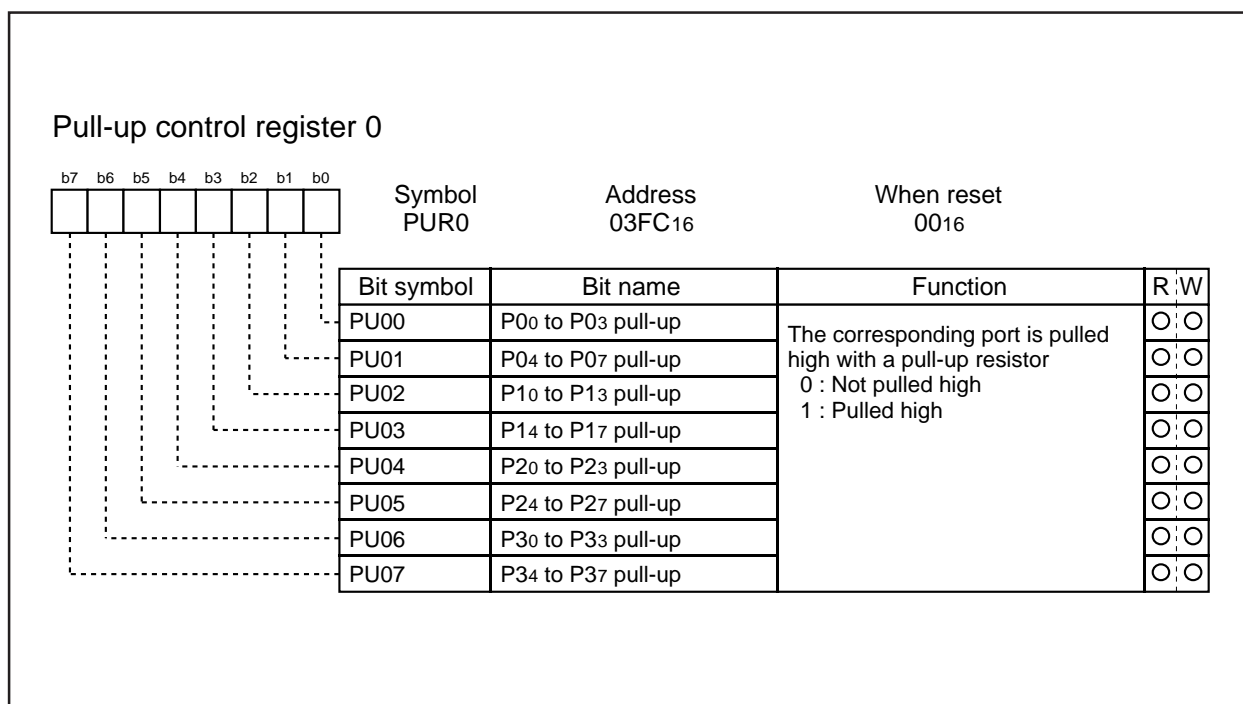 Pull-up control register 0
b7 b6 b5 b4 b3 b2 b1 b0
Symbol Address When reset
PUR0 03FC16 0016
Bit symbol Bit name Function R W
PU00 P00 to P03 pull-up
The corresponding port is pulled
high with a pull-up resistor
0 : Not pulled high
1 : Pulled high
PU01 P04 to P07 pull-up
PU02 P10 to P13 pull-up
PU03 P14 to P17 pull-up
PU04 P20 to P23 pull-up
PU05 P24 to P27 pull-up
PU06 P30 to P33 pull-up
PU07 P34 to P37 pull-up